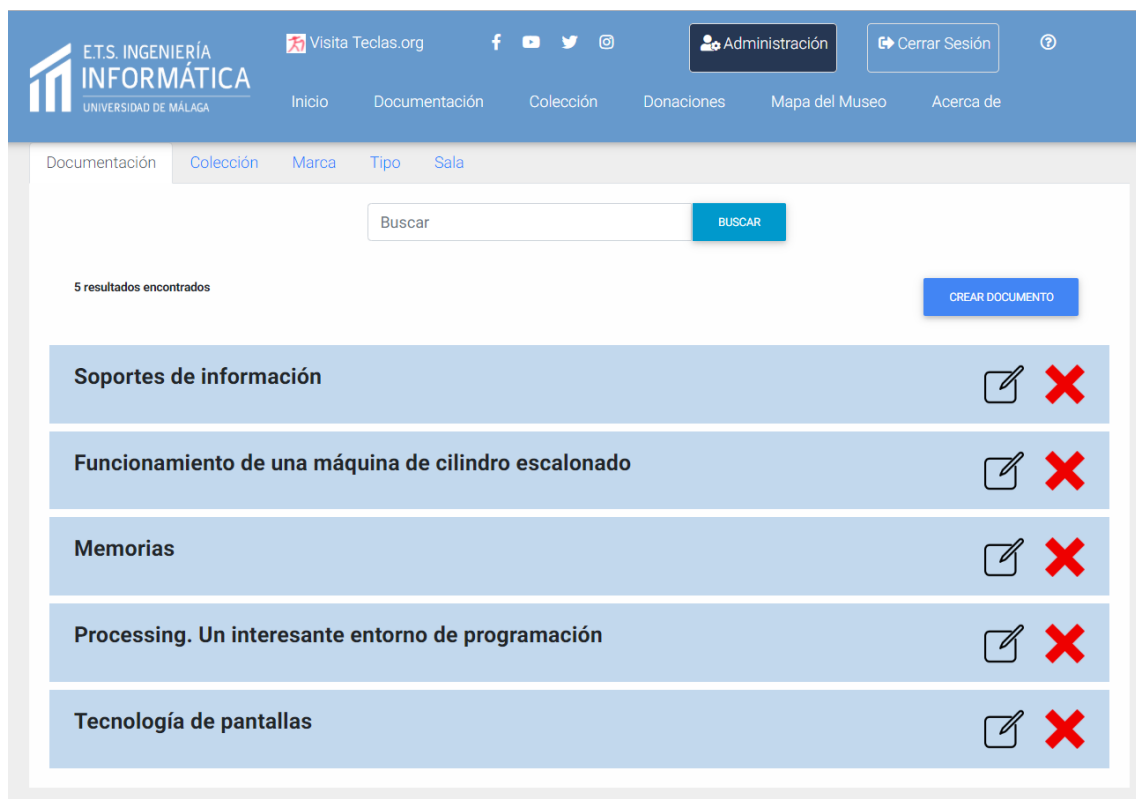 E.T.S. INGENIERÍA
INFORMÁTICA
UNIVERSIDAD DE MÁLAGA
Visita Teclas.org
Administración
Cerrar Sesión
Inicio Documentación Colección Donaciones Mapa del Museo Acerca de
Documentación Colección Marca Tipo Sala
Buscar BUSCAR
5 resultados encontrados
CREAR DOCUMENTO
Soportes de información
Funcionamiento de una máquina de cilindro escalonado
Memorias
Processing. Un interesante entorno de programación
Tecnología de pantallas